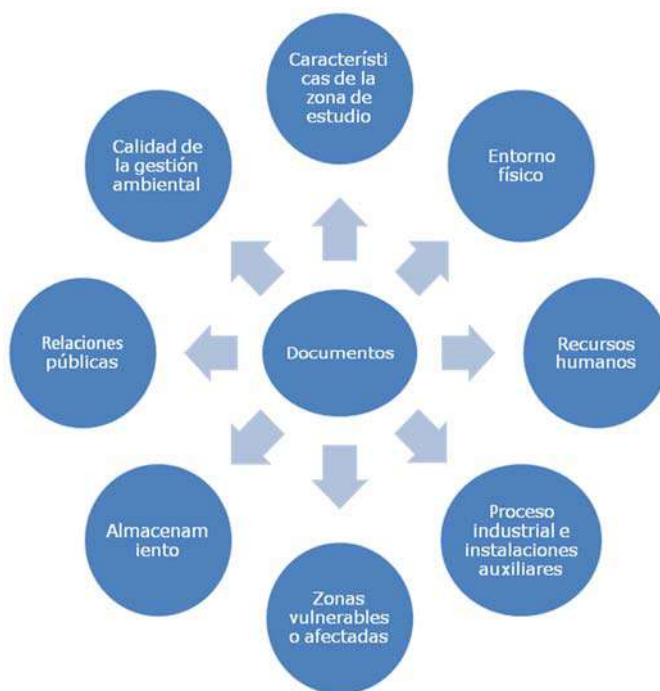 Característi
cas de la
zona de
estudio
Entorno
físico
Recursos
humanos
Proceso
industrial e
instalaciones
auxiliares
Zonas
vulnerables
o afectadas
Almacenam
iento
Relaciones
públicas
Calidad de
la gestión
ambiental
Documentos